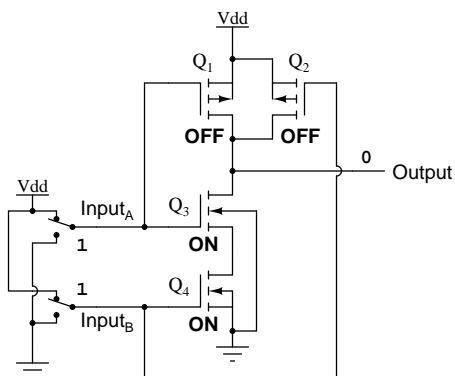 Vdd
Q1 Q2
OFF OFF
0
Output
Vdd
InputA
Q3
1
ON
1
Q4
InputB
ON